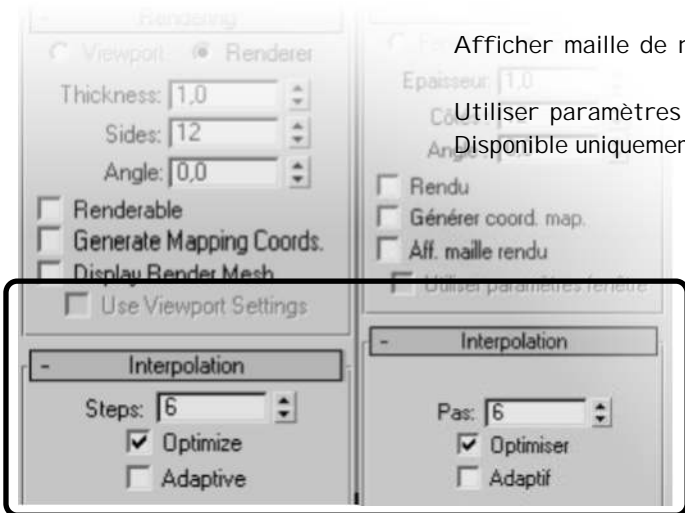 - Rendering
Viewport Renderer
Thickness: 1,0
Sides: 12
Angle: 0,0
Renderable
Generate Mapping Coords.
Display Render Mesh
Use Viewport Settings
- Interpolation
Steps: 6
Optimize
Adaptive
Afficher maille de
Epaisseur: 1,0
Utiliser paramètres
Disponible
Rendu
Générer coord. map.
Aff. maille rendu
Utiliser paramètres fenêtre
- Interpolation
Pas: 6
Optimiser
Adaptif